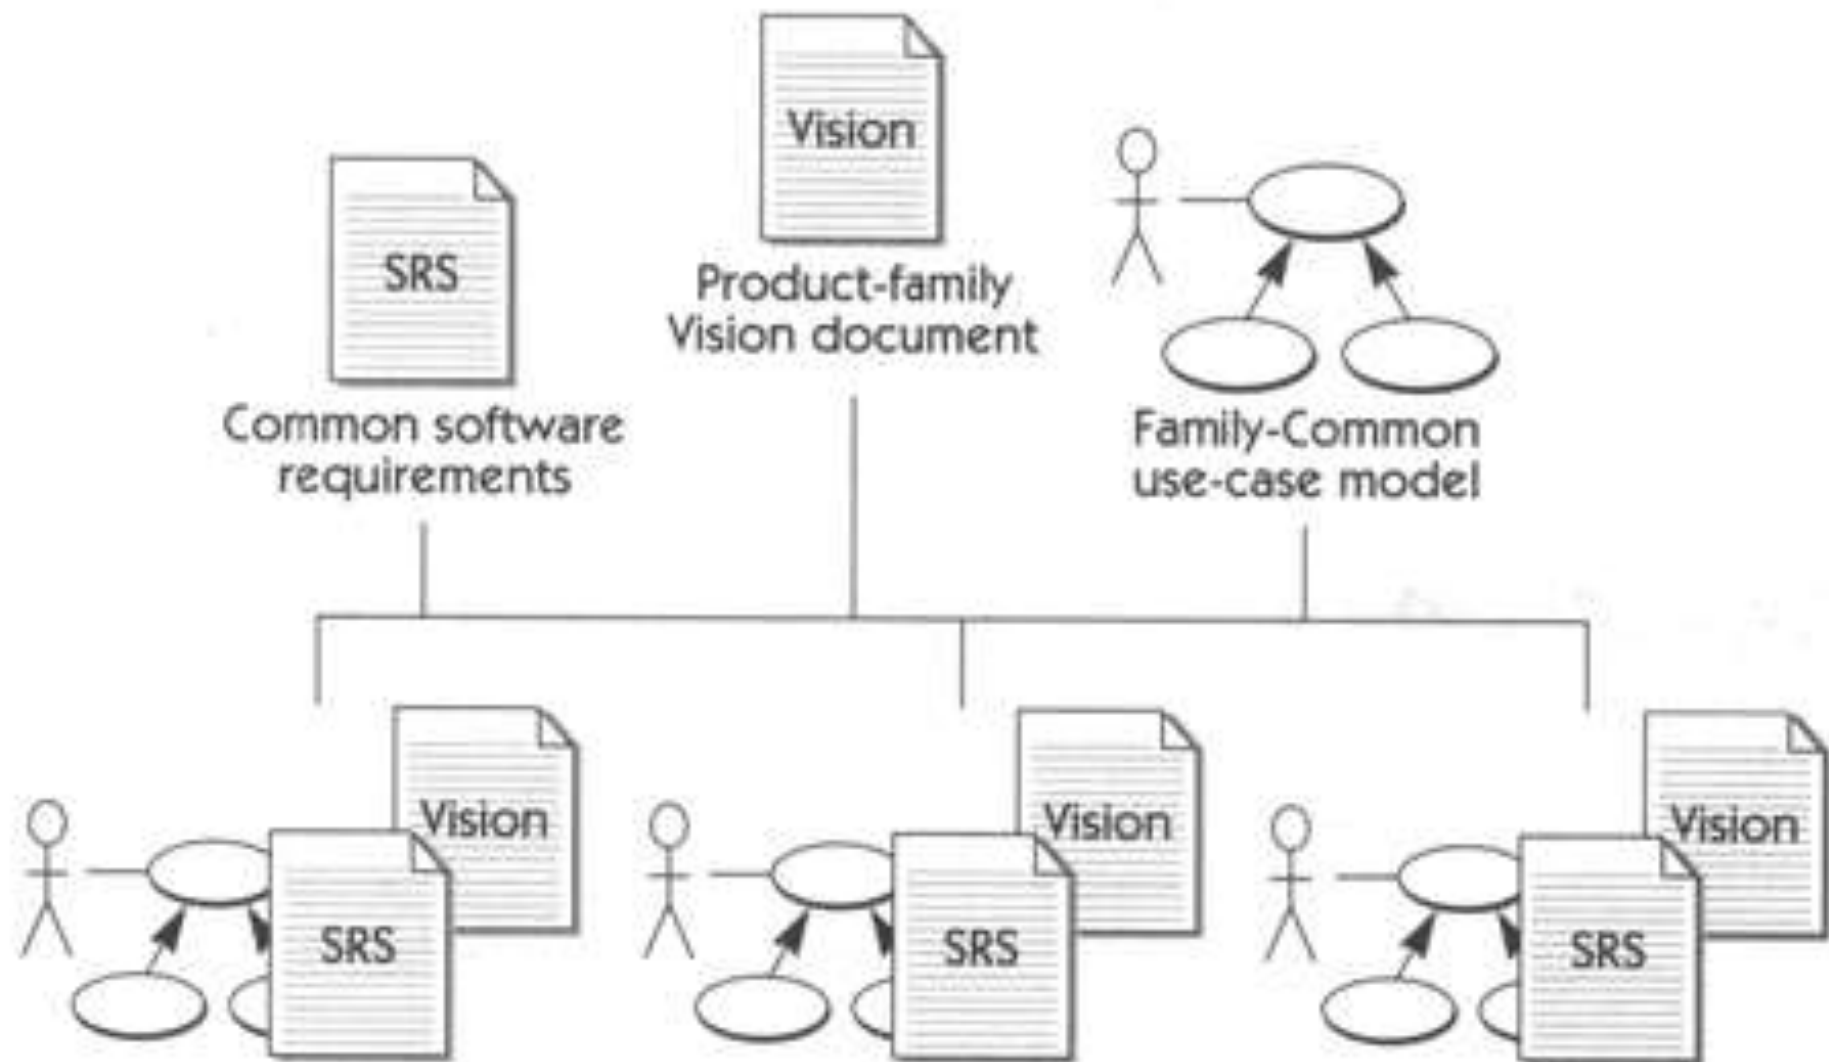 Vision
SRS
Product-family
Vision document
Common software
requirements
Family-Common
use-case model
Vision
SRS
Vision
SRS
Vision
SRS